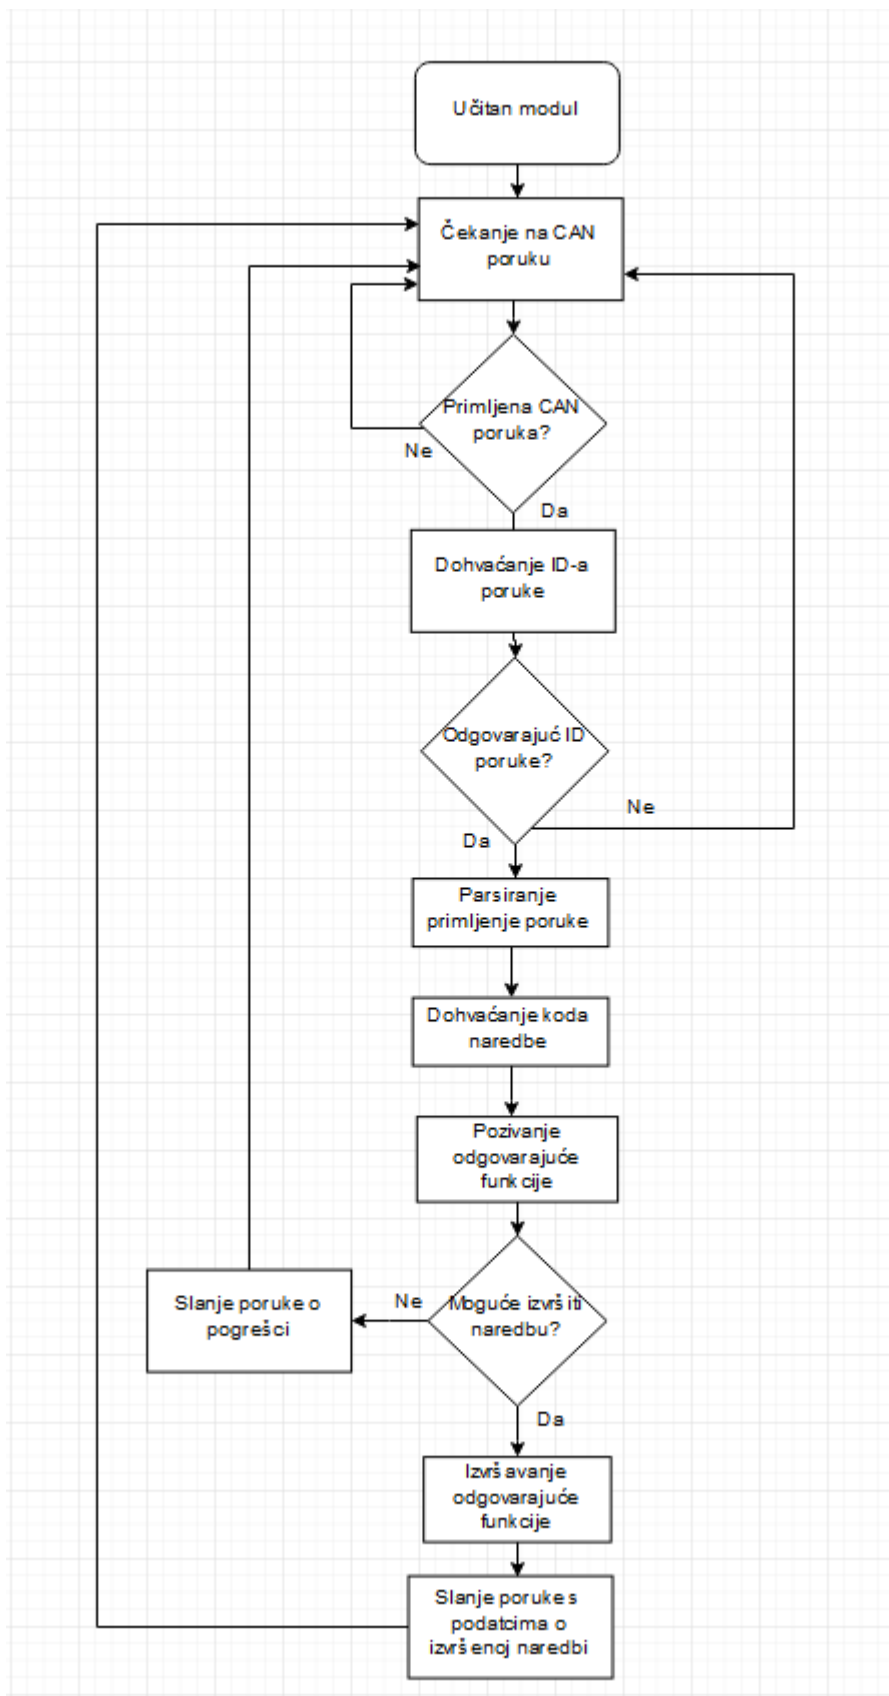 Učitan modul
Čekanje na CAN
poruku
Primljena CAN
poruka?
Ne
Da
Dohvaćanje ID-a
poruke
Odgovarajuć ID
poruke?
Ne
Da
Parsiranje
primljenje poruke
Dohvaćanje koda
naredbe
Pozivanje
odgovarajuće
funkcije
Moguće izvršiti
naredbu?
Ne
Slanje poruke o
pogrešci
Da
Izvršavanje
odgovarajuće
funkcije
Slanje poruke s
podatcima o
izvršenoj naredbi